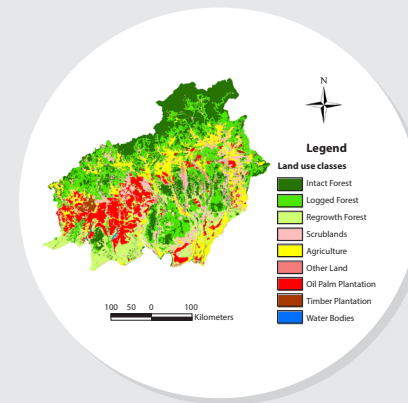 N
Legend
Land use classes
Intact Forest
Logged Forest
Regrowth Forest
Scrublands
Agriculture
Other Land
Oil Palm Plantation
Timber Plantation
Water Bodies
100 50 0 100
Kilometers